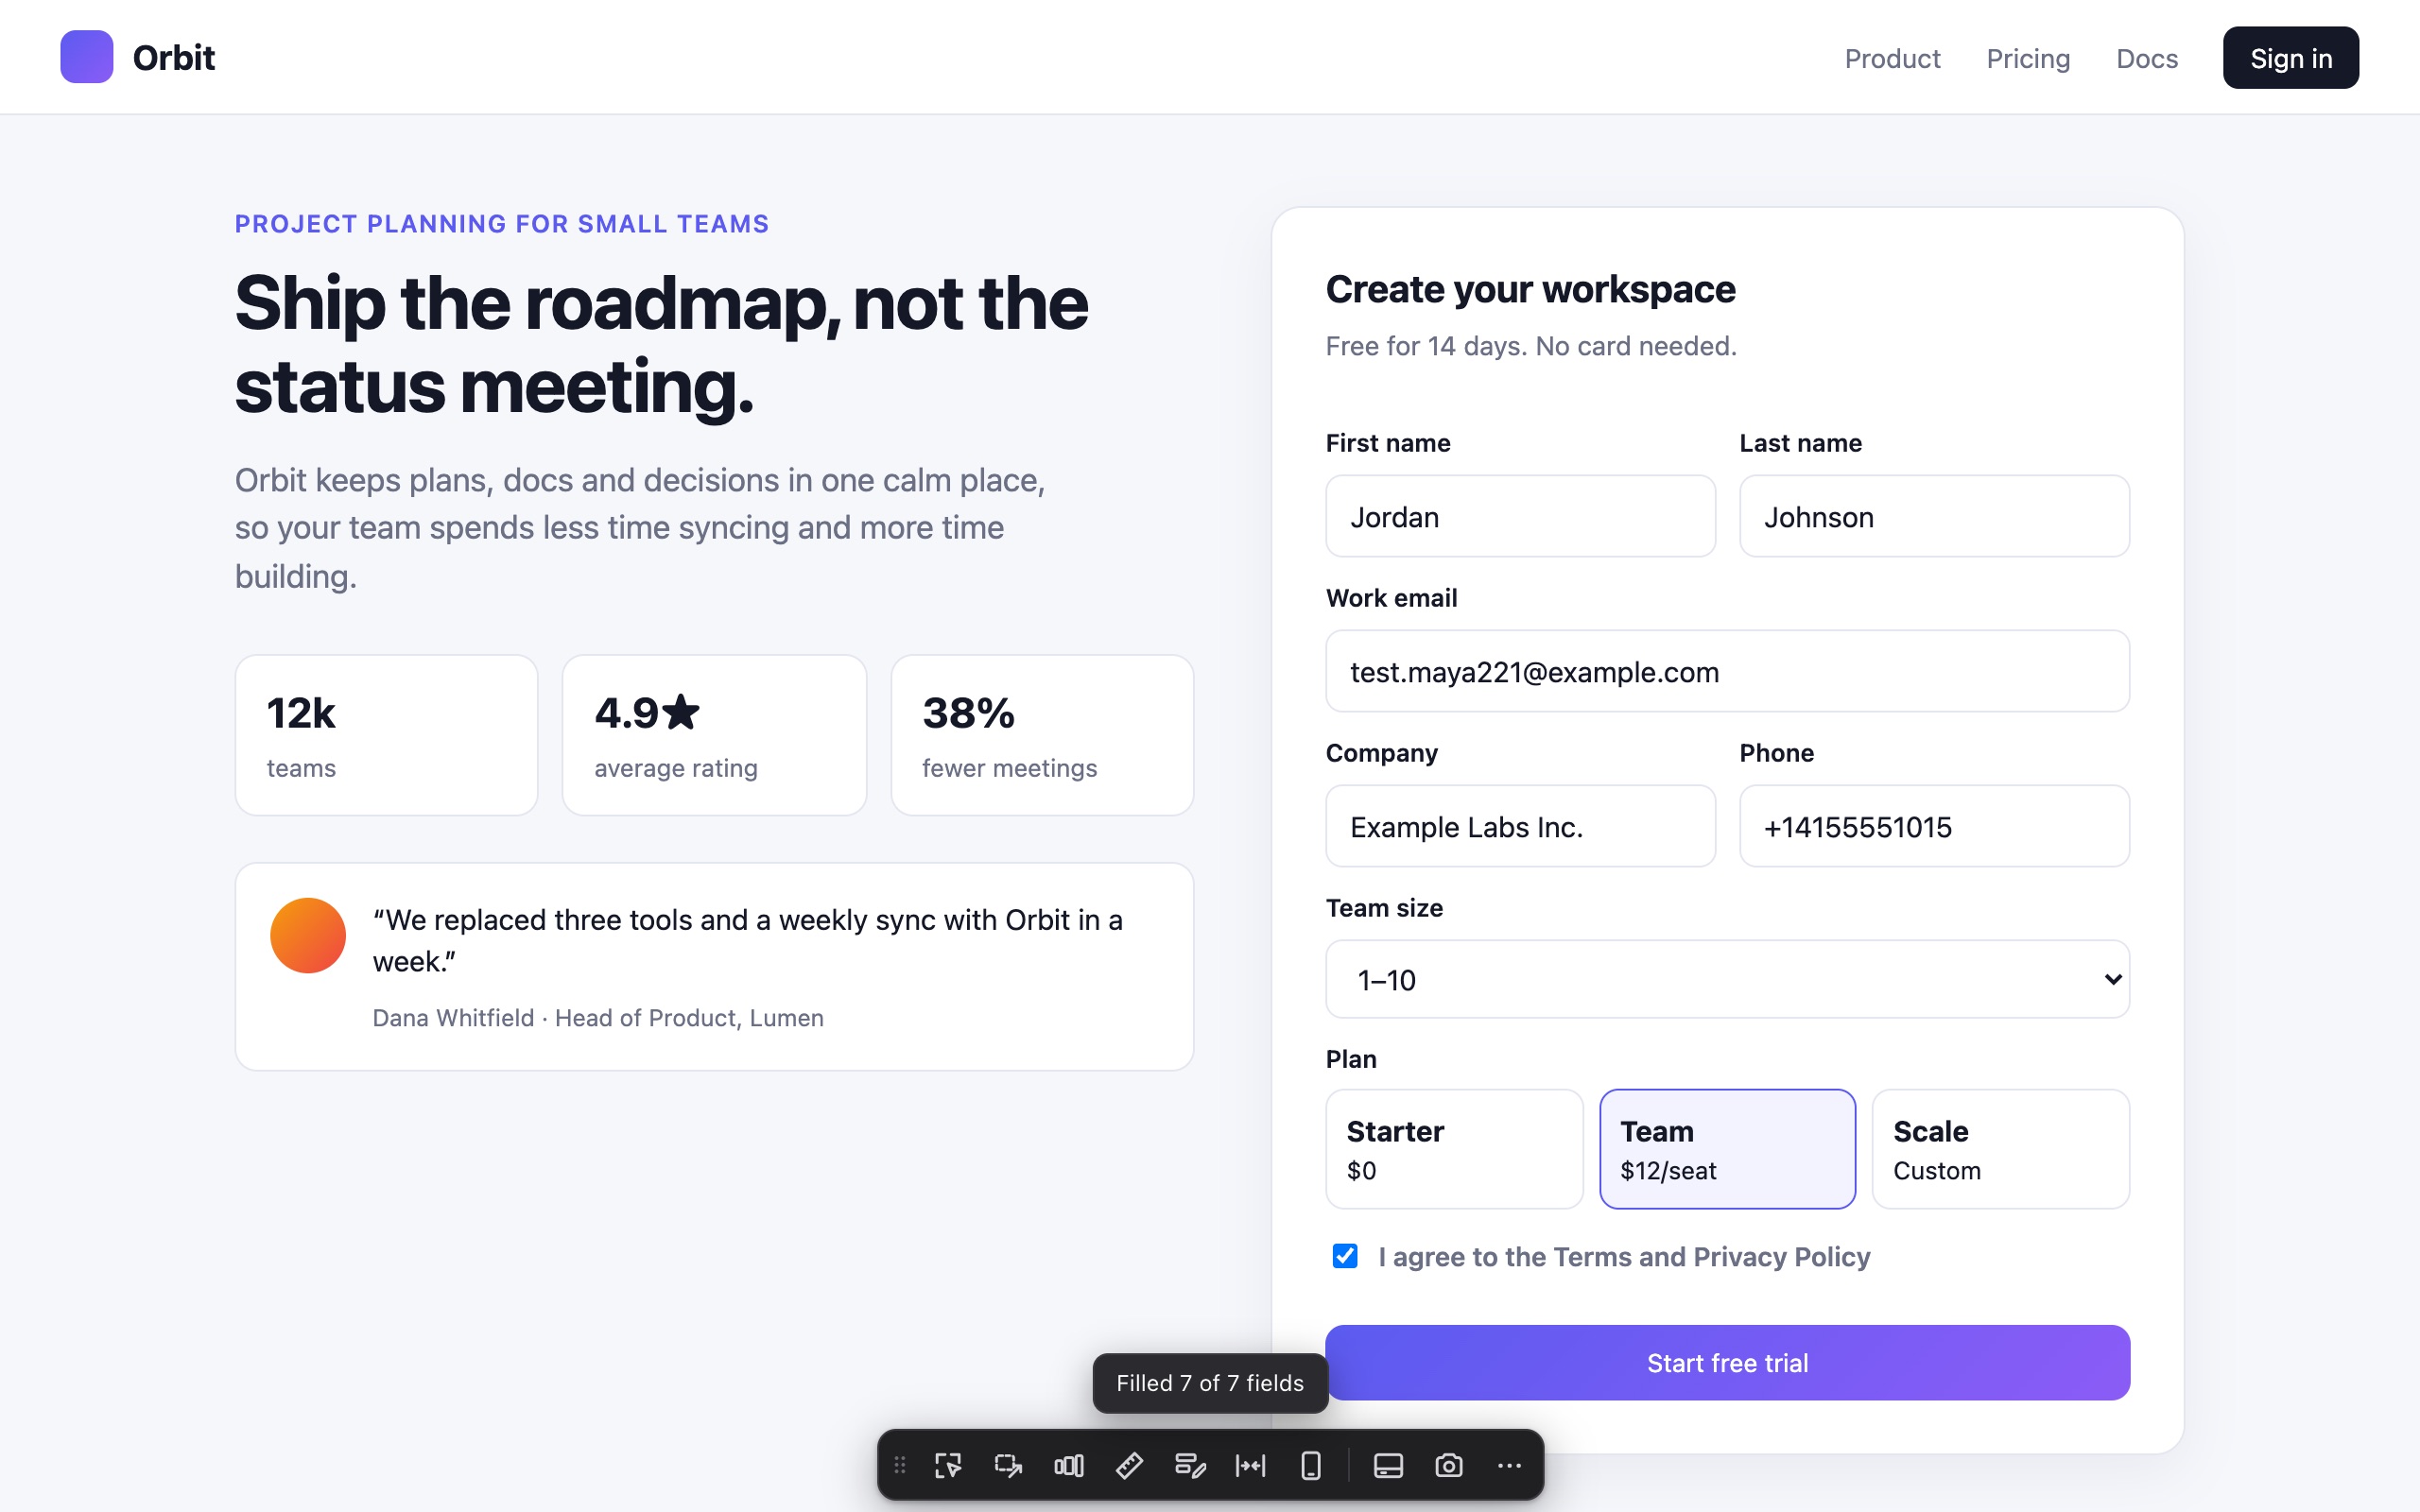 Orbit
Product
Pricing
Docs
Sign in
PROJECT PLANNING FOR SMALL TEAMS
Ship the roadmap, not the
status meeting.
Orbit keeps plans, docs and decisions in one calm place,
so your team spends less time syncing and more time
building.
12k
teams
4.9★
average rating
38%
fewer meetings
“We replaced three tools and a weekly sync with Orbit in a
week.”
Dana Whitfield · Head of Product, Lumen
Create your workspace
Free for 14 days. No card needed.
First name
Last name
Jordan
Johnson
Work email
test.maya221@example.com
Company
Phone
Example Labs Inc.
+14155551015
Team size
1–10
Plan
Starter
$0
Team
$12/seat
Scale
Custom
I agree to the Terms and Privacy Policy
Start free trial
Filled 7 of 7 fields